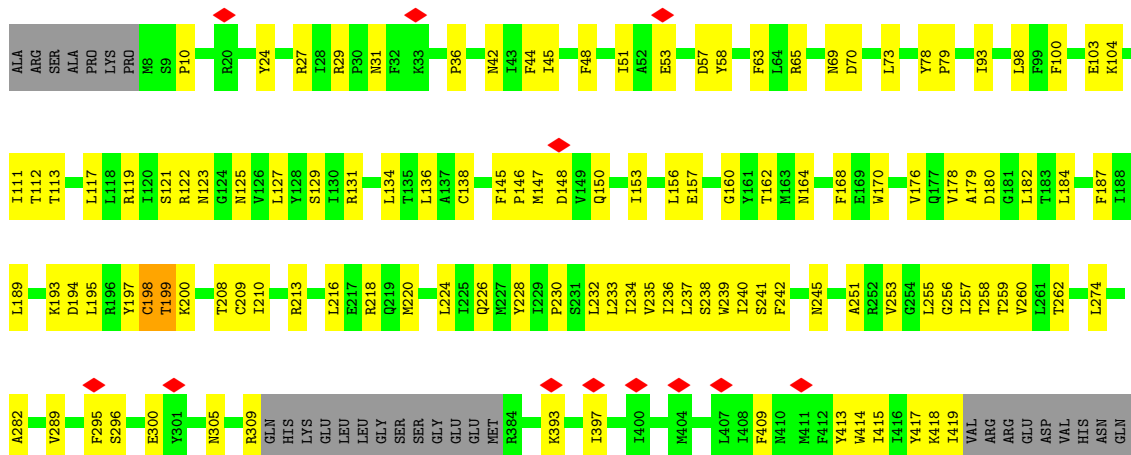 ALA ARG SER ALA PRO LYS PRO M8 S9 P10 R20 Y24 R27 I28 R29 P30 N31 F32 K33 P36 N42 I43 F44 I45 F48 I51 A52 E53 D57 Y58 F63 L64 R65 N69 D70 L73 Y78 P79 I93 L98 F99 F100 E103 K104
I111 T112 T113 L117 L118 R119 I120 S121 R122 N123 G124 N125 V126 L127 Y128 S129 I130 R131 L134 T135 L136 A137 C138 F145 P146 M147 D148 V149 Q150 I153 L156 E157 G160 Y161 T162 M163 N164 F168 E169 W170 V176 Q177 V178 A179 D180 G181 L182 T183 L184 F187 I188
L189 K193 D194 L195 R196 Y197 C198 T199 K200 T208 C209 I210 R213 L216 E217 R218 Q219 M220 L224 I225 Q226 M227 Y228 I229 P230 S231 L232 L233 I234 V235 I236 L237 S238 W239 I240 S241 F242 N245 A251 R252 V253 G254 L255 G256 I257 T258 T259 V260 L261 T262 L274
A282 V289 F295 S296 E300 Y301 N305 R309 GLN HIS LYS GLU LEU LEU GLY SER SER GLY GLU GLU MET R384 K393 I397 I400 M404 L407 I408 F409 N410 M411 F412 Y413 W414 I415 I416 Y417 K418 I419 VAL ARG ARG GLU ASP VAL HIS ASN GLN